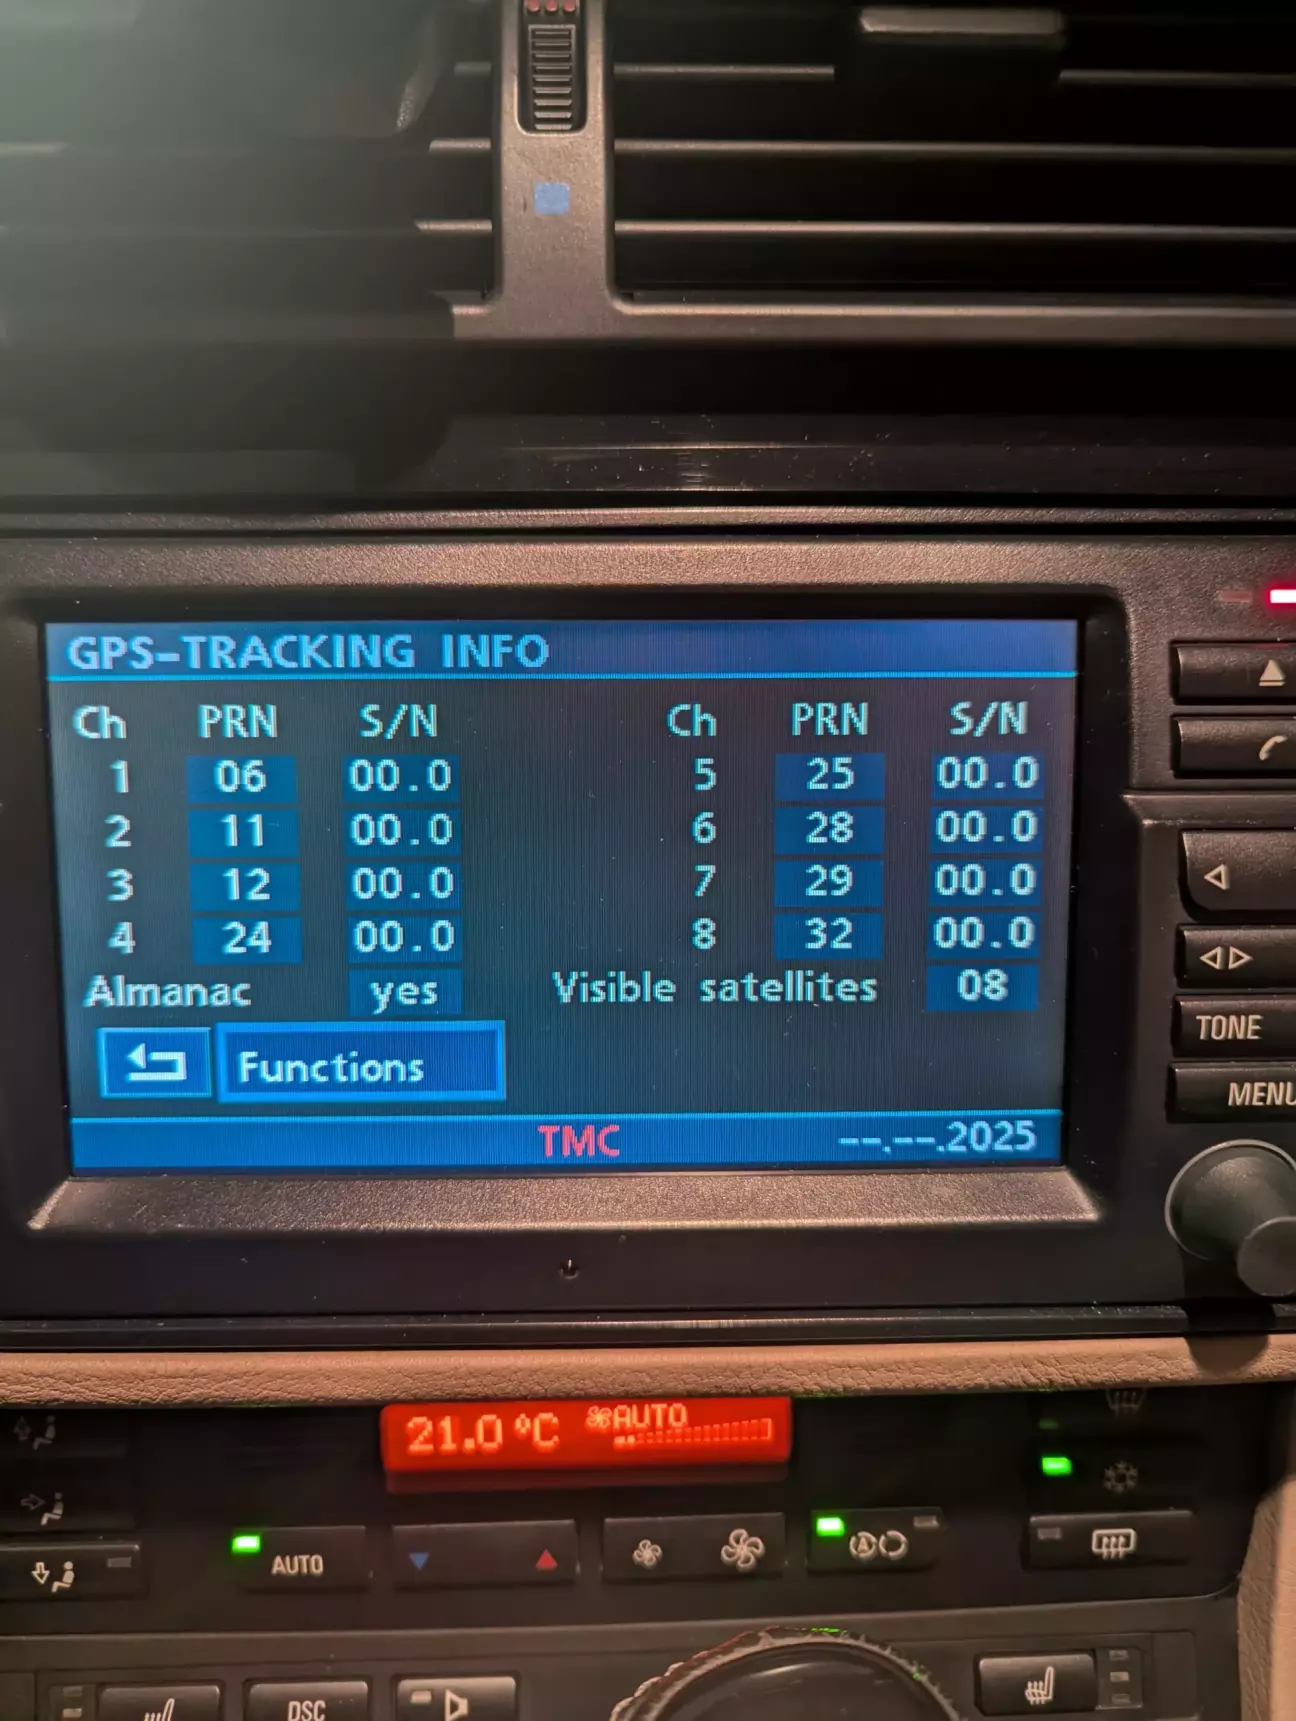 GPS-TRACKING INFO
Ch PRN S/N Ch PRN S/N
1 06 00.0 5 25 00.0
2 11 00.0 6 28 00.0
3 12 00.0 7 29 00.0
4 24 00.0 8 32 00.0
Almanac yes Visible satellites 08
Functions
TMC --.--.2025
TONE
MENU
21.0 °C AUTO
AUTO
A
DSC